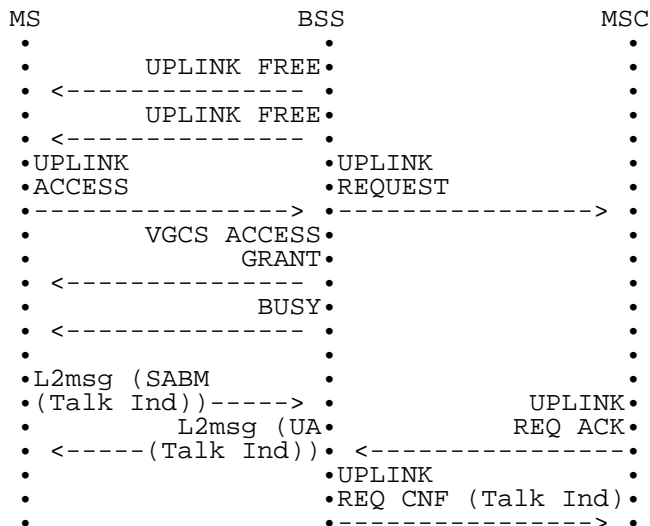 MS BSS MSC
UPLINK FREE
<---------------
UPLINK FREE
<---------------
UPLINK UPLINK
ACCESS REQUEST
----------------> ---------------->
VGCS ACCESS
GRANT
<---------------
BUSY
<---------------
L2msg (SABM
(Talk Ind))-----> UPLINK
L2msg (UA REQ ACK
<-----(Talk Ind)) <----------------
UPLINK
REQ CNF (Talk Ind)
---------------->